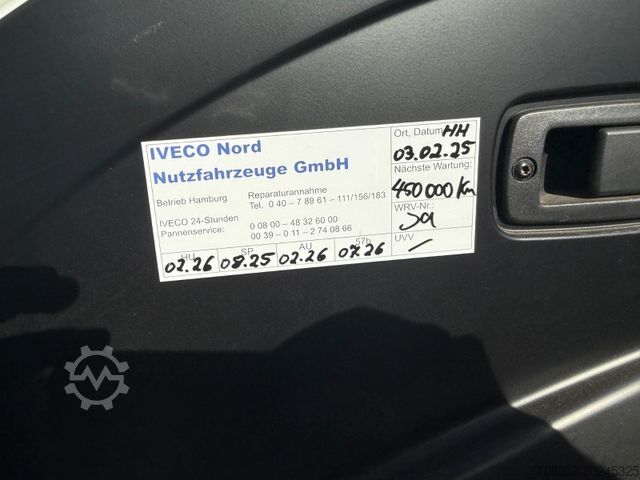 IVECO Nord
Nutzfahrzeuge GmbH
Betrieb Hamburg Reparaturannahme
Tel. 0 40 – 7 89 61 – 111/156/183
IVECO 24-Stunden
Pannenservice: 0 08 00 – 48 32 60 00
00 39 – 0 11 – 2 74 08 66
HU SP AU 57b
02.26 08.25 02.26 07.26
Ort, Datum HH
03.02.25
Nächste Wartung:
450 000 Km
WRV-Nr.:
Ja
UVV